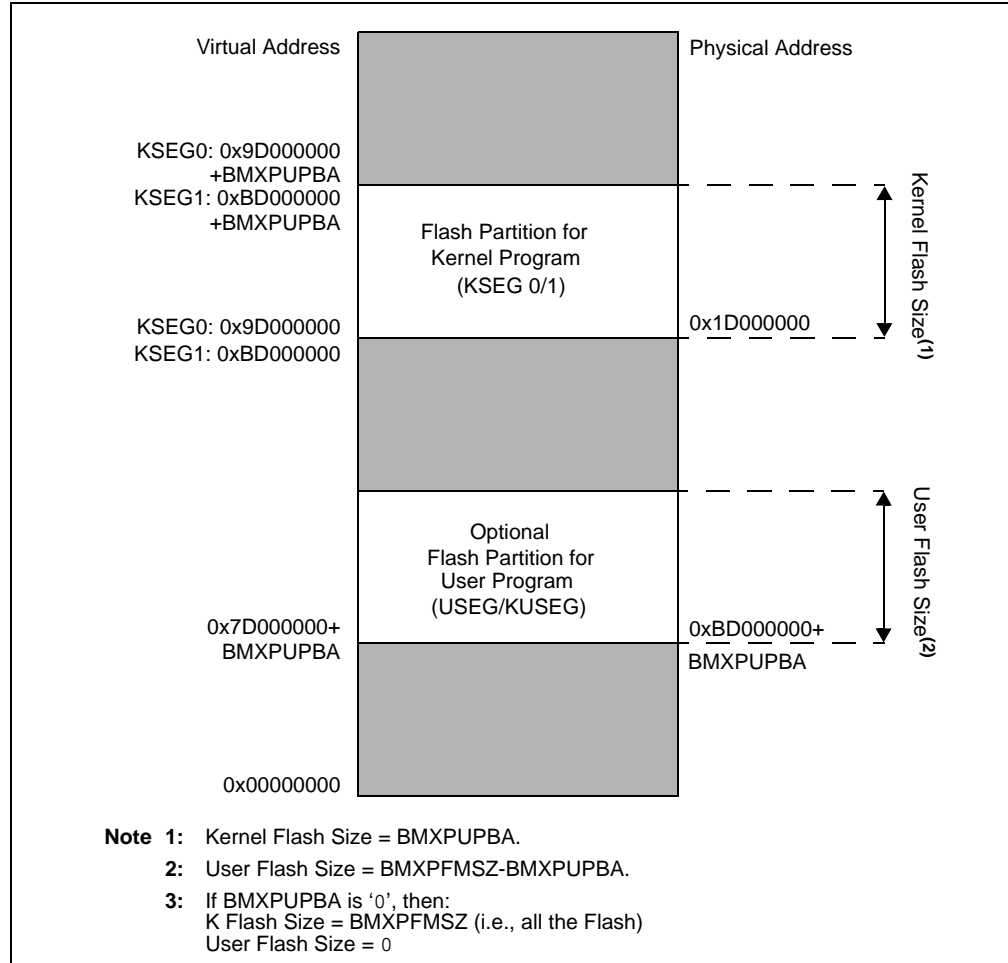 Virtual Address
Physical Address
KSEG0: 0x9D000000
+BMXPUPBA
KSEG1: 0xBD000000
+BMXPUPBA
Flash Partition for
Kernel Program
(KSEG 0/1)
Kernel Flash Size(1)
KSEG0: 0x9D000000
KSEG1: 0xBD000000
0x1D000000
Optional
Flash Partition for
User Program
(USEG/KUSEG)
User Flash Size(2)
0x7D000000+
BMXPUPBA
0xBD000000+
BMXPUPBA
0x00000000
Note 1: Kernel Flash Size = BMXPUPBA.
2: User Flash Size = BMXPFMSZ-BMXPUPBA.
3: If BMXPUPBA is ‘0’, then:
K Flash Size = BMXPFMSZ (i.e., all the Flash)
User Flash Size = 0